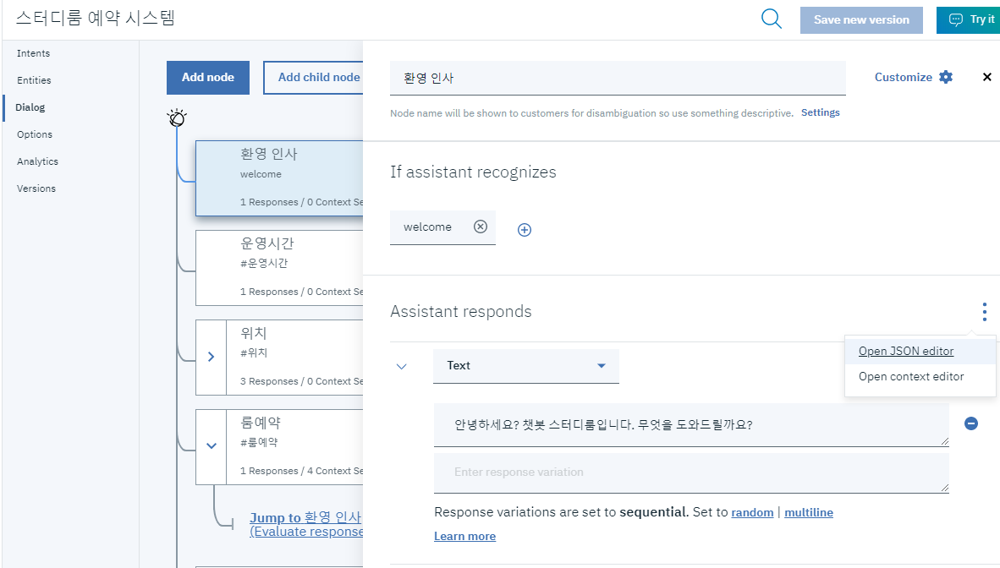 스터디룸 예약 시스템
Save new version
Try it
Intents
Entities
Dialog
Options
Analytics
Versions
Add node
Add child node
환영 인사
welcome
1 Responses / 0 Context Se
운영시간
#운영시간
1 Responses / 0 Context Se
위치
#위치
3 Responses / 0 Context Se
룸예약
#룸예약
1 Responses / 4 Context Se
Jump to 환영 인사
(Evaluate response
환영 인사
Customize
Node name will be shown to customers for disambiguation so use something descriptive. Settings
If assistant recognizes
welcome
Assistant responds
Open JSON editor
Open context editor
Text
안녕하세요? 챗봇 스터디룸입니다. 무엇을 도와드릴까요?
Enter response variation
Response variations are set to sequential. Set to random | multiline
Learn more